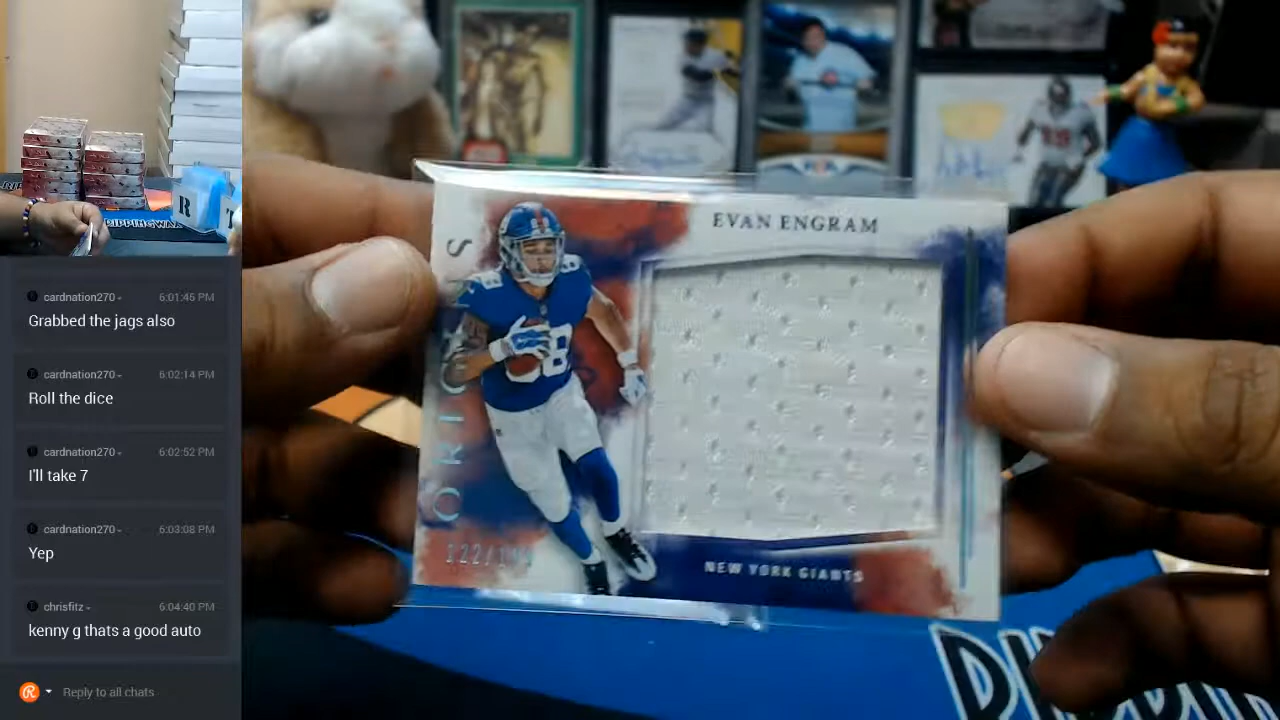 cardnation270 6:01:45 PM
Grabbed the jags also
cardnation270 6:02:14 PM
Roll the dice
cardnation270 6:02:52 PM
I'll take 7
cardnation270 6:03:08 PM
Yep
chrisfitz 6:04:40 PM
kenny g thats a good auto
Reply to all chats
EVAN ENGRAM
88
NEW YORK GIANTS
R